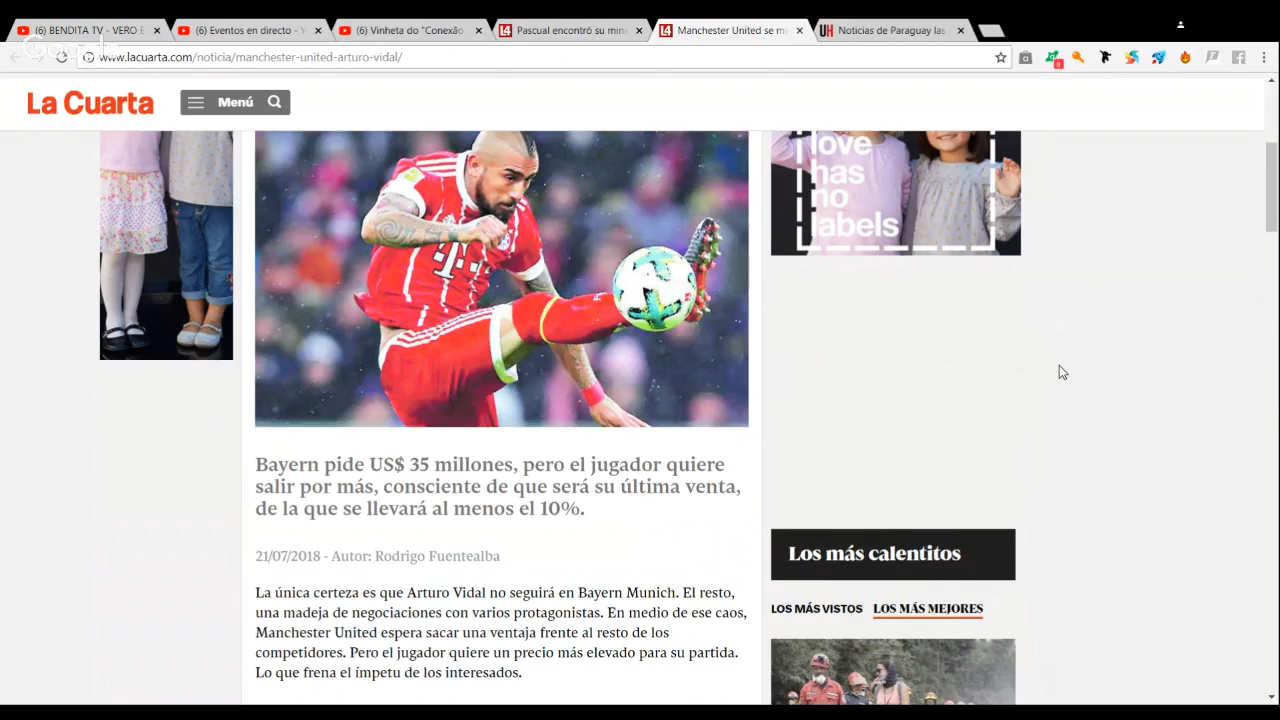 (6) BENDITA TV - VERO E
(6) Eventos en directo - Y
(6) Vinheta do "Conexão
Pascual encontró su min
Manchester United se me
Noticias de Paraguay las
www.lacuarta.com/noticia/manchester-united-arturo-vidal/
8
La Cuarta
Menú
love
has
no
labels
T
Bayern pide US$ 35 millones, pero el jugador quiere
salir por más, consciente de que será su última venta,
de la que se llevará al menos el 10%.
21/07/2018 - Autor: Rodrigo Fuentealba
La única certeza es que Arturo Vidal no seguirá en Bayern Munich. El resto,
una madeja de negociaciones con varios protagonistas. En medio de ese caos,
Manchester United espera sacar una ventaja frente al resto de los
competidores. Pero el jugador quiere un precio más elevado para su partida.
Lo que frena el ímpetu de los interesados.
Los más calentitos
LOS MÁS VISTOS LOS MÁS MEJORES